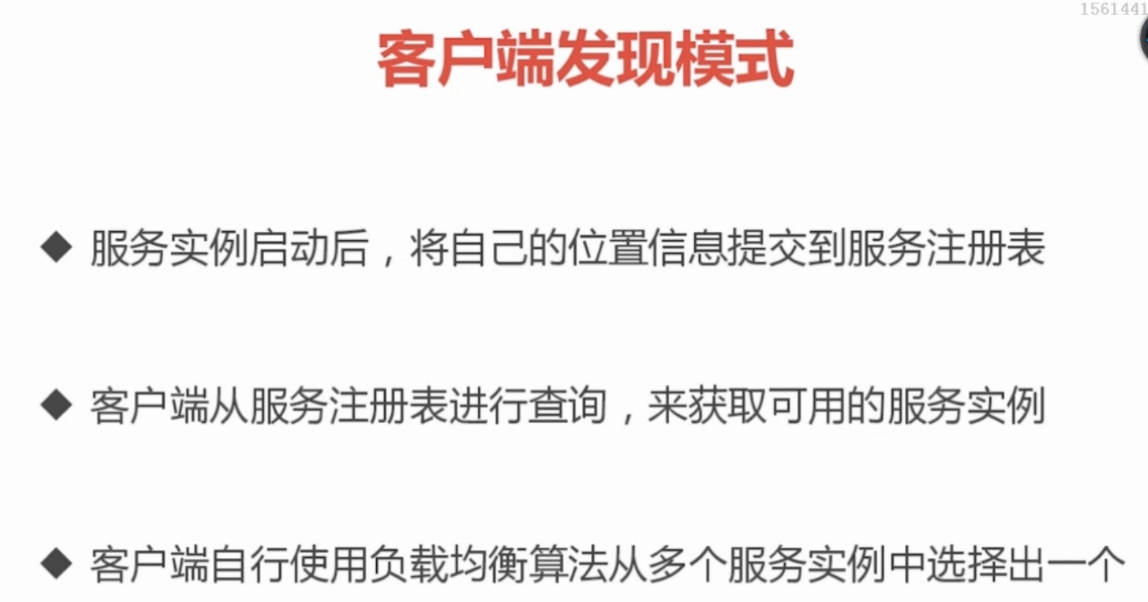 1561441
客户端发现模式
◆ 服务实例启动后，将自己的位置信息提交到服务注册表
◆ 客户端从服务注册表进行查询，来获取可用的服务实例
◆ 客户端自行使用负载均衡算法从多个服务实例中选择出一个